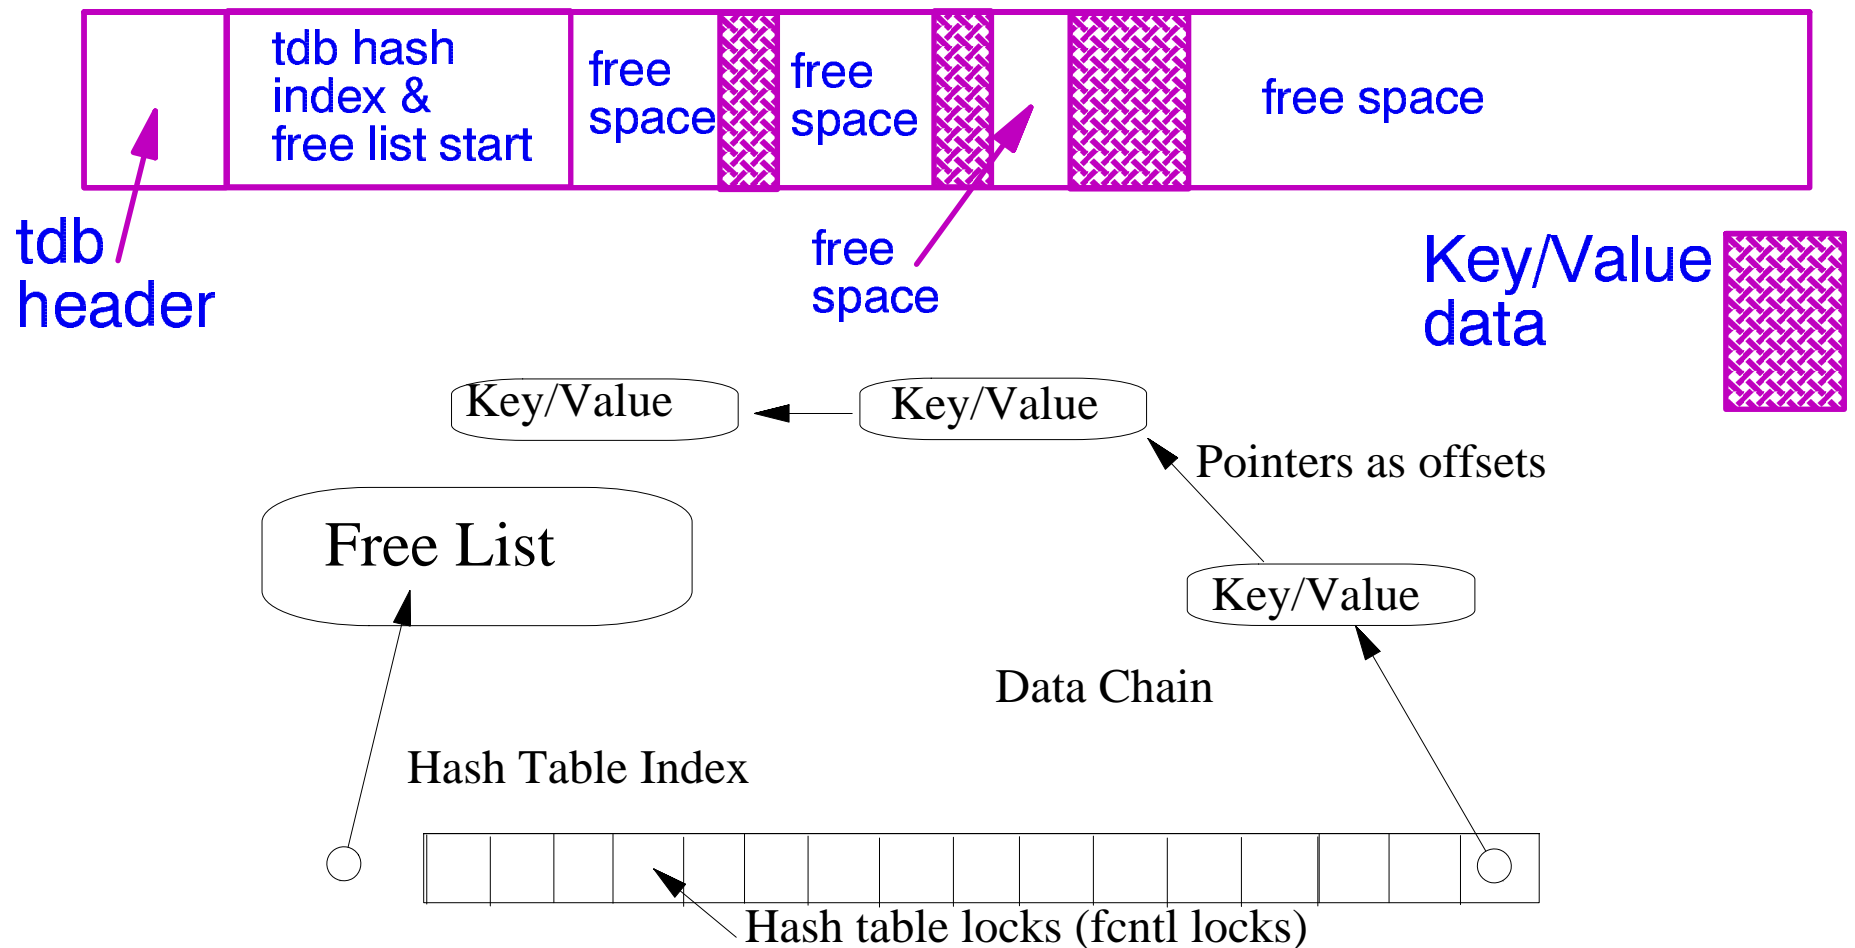 tdb hash
index &
free list start
free
space
free
space
free space
tdb
header
free
space
Key/Value
data
Key/Value
Key/Value
Pointers as offsets
Free List
Key/Value
Data Chain
Hash Table Index
Hash table locks (fcntl locks)